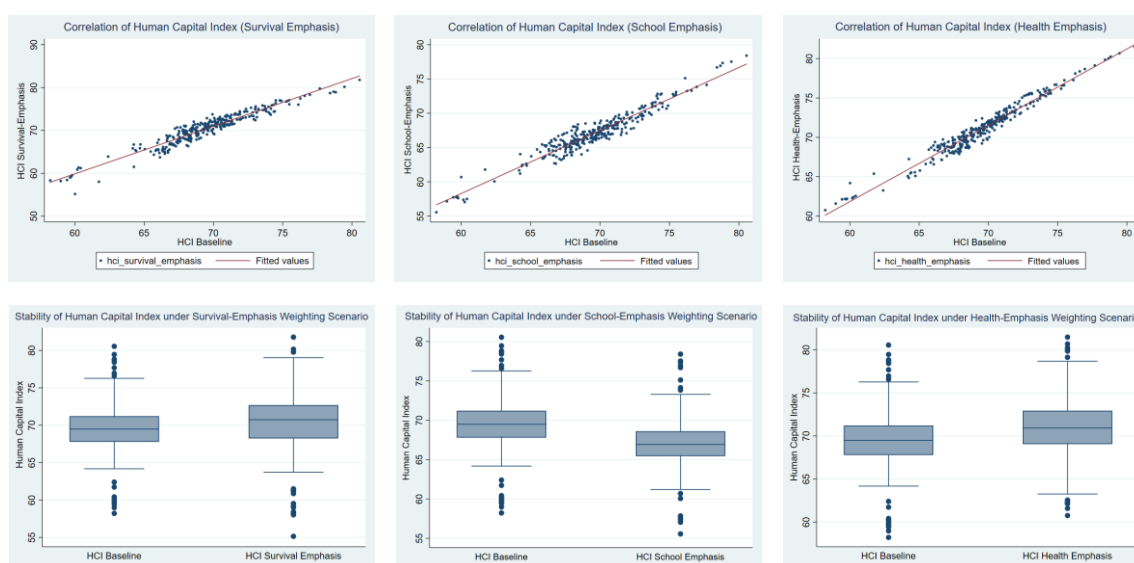 Correlation of Human Capital Index (Survival Emphasis)
HCI Survival-Emphasis
90
80
70
60
50
60
65
70
75
80
HCI Baseline
hci_survival_emphasis
Fitted values
Correlation of Human Capital Index (School Emphasis)
HCI School-Emphasis
80
75
70
65
60
55
60
65
70
75
80
HCI Baseline
hci_school_emphasis
Fitted values
Correlation of Human Capital Index (Health Emphasis)
HCI Health-Emphasis
80
75
70
65
60
60
65
70
75
80
HCI Baseline
hci_health_emphasis
Fitted values
Stability of Human Capital Index under Survival-Emphasis Weighting Scenario
Human Capital Index
80
75
70
65
60
55
HCI Baseline
HCI Survival Emphasis
Stability of Human Capital Index under School-Emphasis Weighting Scenario
Human Capital Index
80
75
70
65
60
55
HCI Baseline
HCI School Emphasis
Stability of Human Capital Index under Health-Emphasis Weighting Scenari
Human Capital Index
80
75
70
65
60
HCI Baseline
HCI Health Emphasis